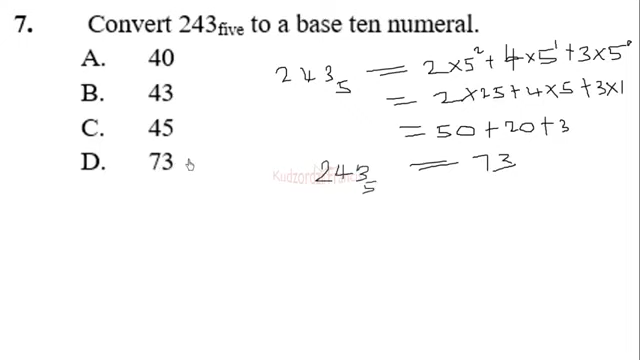 7. Convert 243five to a base ten numeral.
A. 40
B. 43
C. 45
D. 73
243₅ = 2×5² + 4×5¹ + 3×5⁰
= 2×25 + 4×5 + 3×1
= 50 + 20 + 3
243₅ = 73